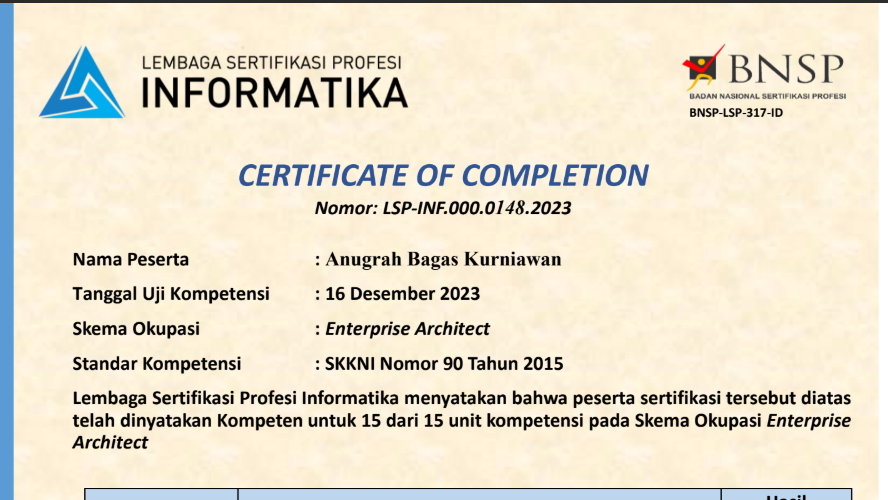 LEMBAGA SERTIFIKASI PROFESI
INFORMATIKA
BNSP
BADAN NASIONAL SERTIFIKASI PROFESI
BNSP-LSP-317-ID
CERTIFICATE OF COMPLETION
Nomor: LSP-INF.000.0148.2023
Nama Peserta : Anugrah Bagas Kurniawan
Tanggal Uji Kompetensi : 16 Desember 2023
Skema Okupasi : Enterprise Architect
Standar Kompetensi : SKKNI Nomor 90 Tahun 2015
Lembaga Sertifikasi Profesi Informatika menyatakan bahwa peserta sertifikasi tersebut diatas
telah dinyatakan Kompeten untuk 15 dari 15 unit kompetensi pada Skema Okupasi Enterprise
Architect
Hasil